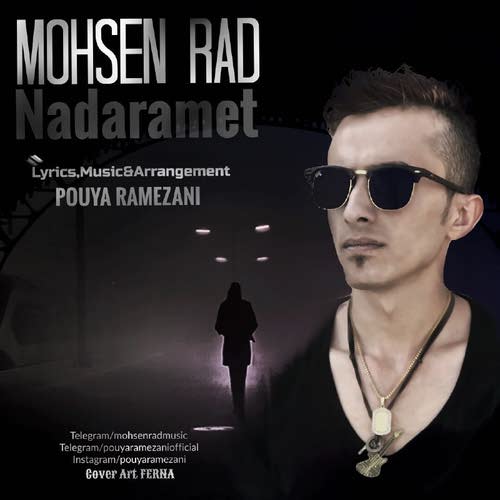 MOHSEN RAD
Nadaramet
Lyrics,Music&Arrangement
POUYA RAMEZANI
Telegram/mohsenradmusic
Telegram/pouyaramezaniofficial
Instagram/pouyaramezani
Cover Art FERNA